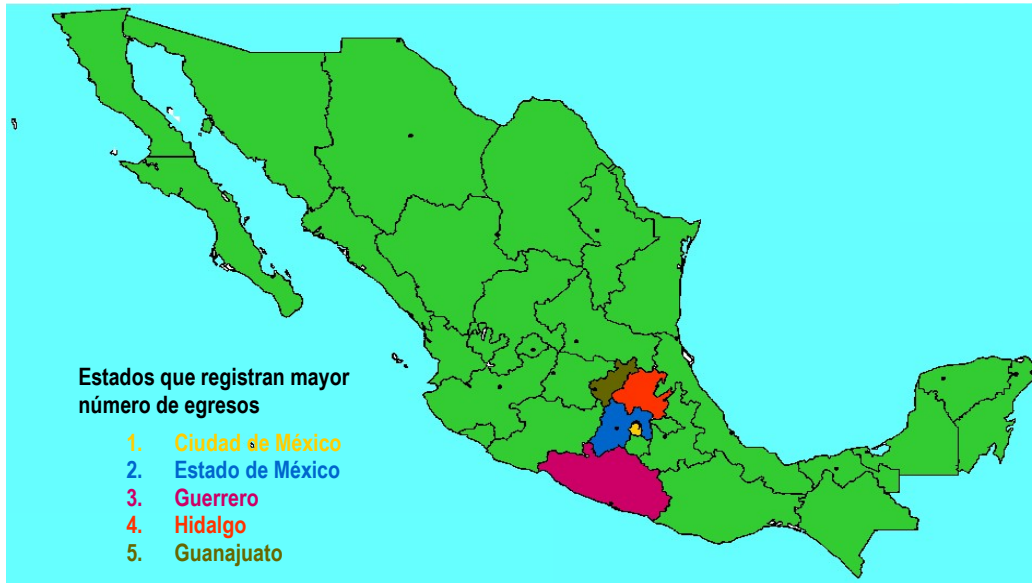 Estados que registran mayor
número de egresos
1. Ciudad de México
2. Estado de México
3. Guerrero
4. Hidalgo
5. Guanajuato